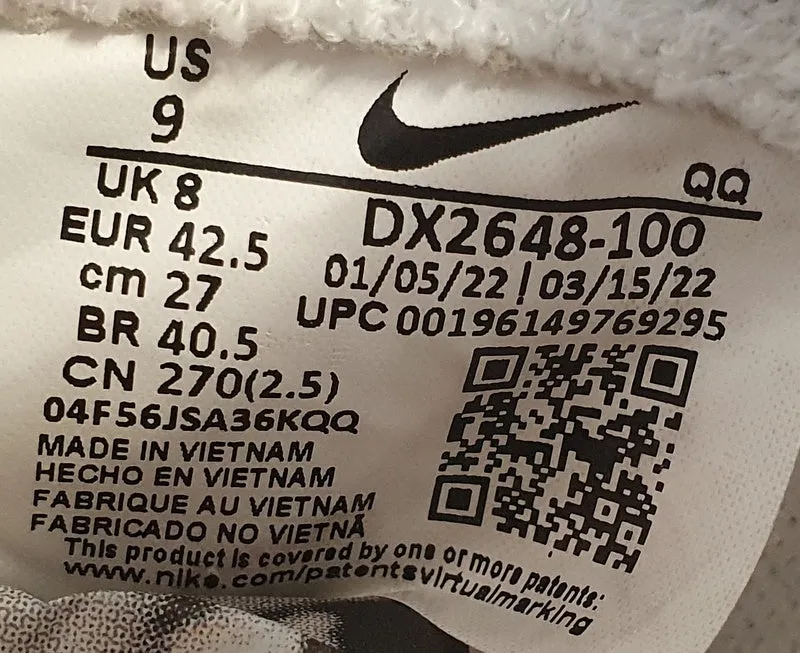 US
9
QQ
UK 8
EUR 42.5
cm 27
BR 40.5
CN 270(2.5)
DX2648-100
01/05/22 | 03/15/22
UPC 00196149769295
04F56JSA36KQQ
MADE IN VIETNAM
HECHO EN VIETNAM
FABRIQUE AU VIETNAM
FABRICADO NO VIETNÃ
This product is covered by one or more patents:
www.nike.com/patentsvirtualmarking